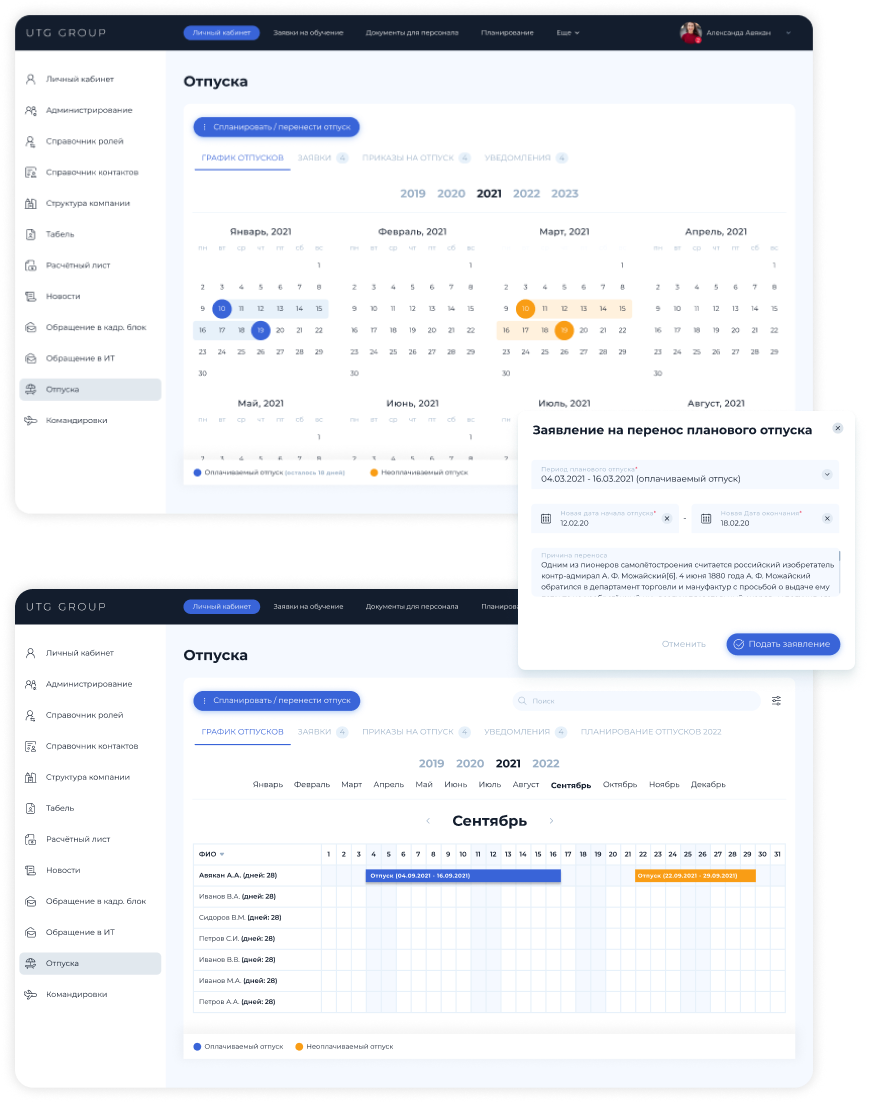 UTG GROUP
Личный кабинет Заявки на обучение Документы для персонала Планирование Еще
Александа Авякан
Личный кабинет
Администрирование
Справочник ролей
Справочник контактов
Структура компании
Табель
Расчётный лист
Новости
Обращение в кадр. блок
Обращение в ИТ
Отпуска
Командировки
Отпуска
Спланировать / перенести отпуск
ГРАФИК ОТПУСКОВ ЗАЯВКИ 4 ПРИКАЗЫ НА ОТПУСК 4 УВЕДОМЛЕНИЯ 4
2019 2020 2021 2022 2023
Январь, 2021
пн вт ср чт пт сб вс
1
2 3 4 5 6 7 8
9 10 11 12 13 14 15
16 17 18 19 20 21 22
23 24 25 26 27 28 29
30
Февраль, 2021
пн вт ср чт пт сб вс
1
2 3 4 5 6 7 8
9 10 11 12 13 14 15
16 17 18 19 20 21 22
23 24 25 26 27 28 29
30
Март, 2021
пн вт ср чт пт сб вс
1
2 3 4 5 6 7 8
9 10 11 12 13 14 15
16 17 18 19 20 21 22
23 24 25 26 27 28 29
30
Апрель, 2021
пн вт ср чт пт сб вс
1
2 3 4 5 6 7 8
9 10 11 12 13 14 15
16 17 18 19 20 21 22
23 24 25 26 27 28 29
30
Май, 2021
пн вт ср чт пт сб вс
1
2 3 4 5 6 7 8
Июнь, 2021
пн вт ср чт пт сб вс
1
2 3 4 5 6 7 8
Июль, 2021
пн
2
Август, 2021
Оплачиваемый отпуск (осталось 18 дней) Неоплачиваемый отпуск
Заявление на перенос планового отпуска
Период планового отпуска*
04.03.2021 - 16.03.2021 (оплачиваемый отпуск)
Новая дата начала отпуска*
12.02.20
-
Новая Дата окончания*
18.02.20
Причина переноса
Одним из пионеров самолётостроения считается российский изобретатель
контр-адмирал А. Ф. Можайский[6]. 4 июня 1880 года А. Ф. Можайский
обратился в департамент торговли и мануфактур с просьбой о выдаче ему
Отменить Подать заявление
UTG GROUP
Личный кабинет Заявки на обучение Документы для персонала
Личный кабинет
Администрирование
Справочник ролей
Справочник контактов
Структура компании
Табель
Расчётный лист
Новости
Обращение в кадр. блок
Обращение в ИТ
Отпуска
Командировки
Отпуска
Спланировать / перенести отпуск
Поиск
ГРАФИК ОТПУСКОВ ЗАЯВКИ 4 ПРИКАЗЫ НА ОТПУСК 4 УВЕДОМЛЕНИЯ 4 ПЛАНИРОВАНИЕ ОТПУСКОВ 2022
2019 2020 2021 2022
Январь Февраль Март Апрель Май Июнь Июль Август Сентябрь Октябрь Ноябрь Декабрь
Сентябрь
ФИО 1 2 3 4 5 6 7 8 9 10 11 12 13 14 15 16 17 18 19 20 21 22 23 24 25 26 27 28 29 30 31
Авякан А.А. (дней: 28) Отпуск (04.09.2021 - 16.09.2021) Отпуск (22.09.2021 - 29.09.2021)
Иванов В.А. (дней: 28)
Сидоров В.М. (дней: 28)
Петров С.И. (дней: 28)
Иванов В.В. (дней: 28)
Иванов М.А. (дней: 28)
Петров А.А. (дней: 28)
Оплачиваемый отпуск Неоплачиваемый отпуск